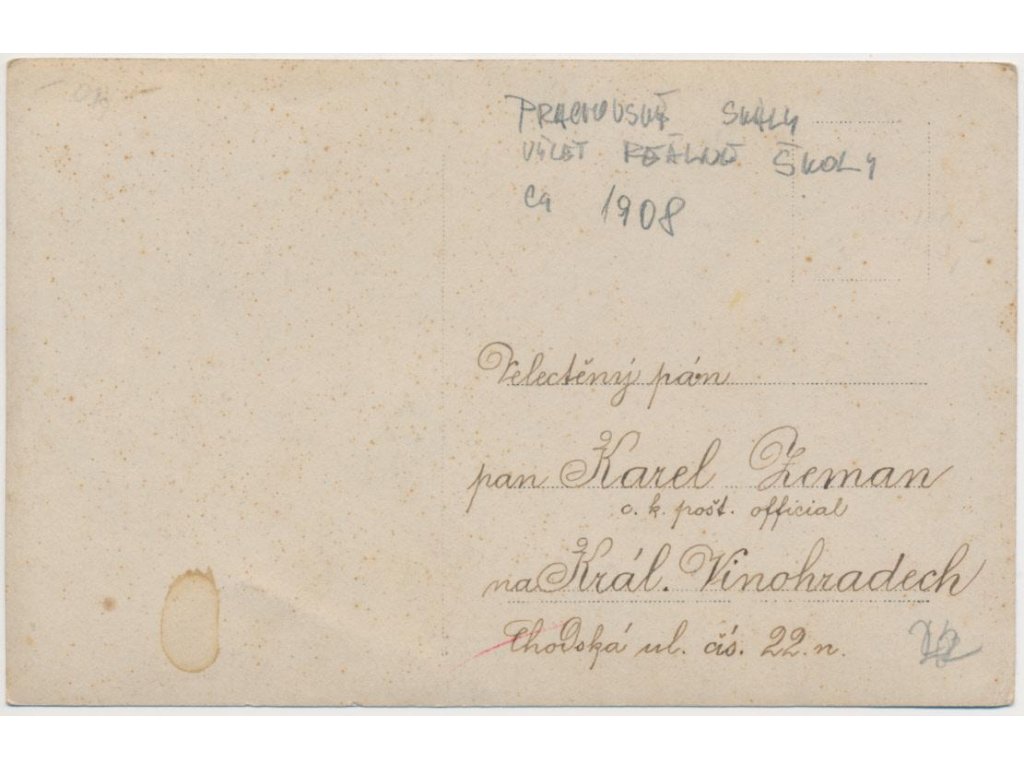 PRACHOVSKÉ SKÁLY
VÝLET REÁLNÉ ŠKOLY
ca 1908
Velectěný pán
pan Karel Zeman
c. k. pošt. official
na Král. Vinohradech
Chodská ul. čís. 22.n.